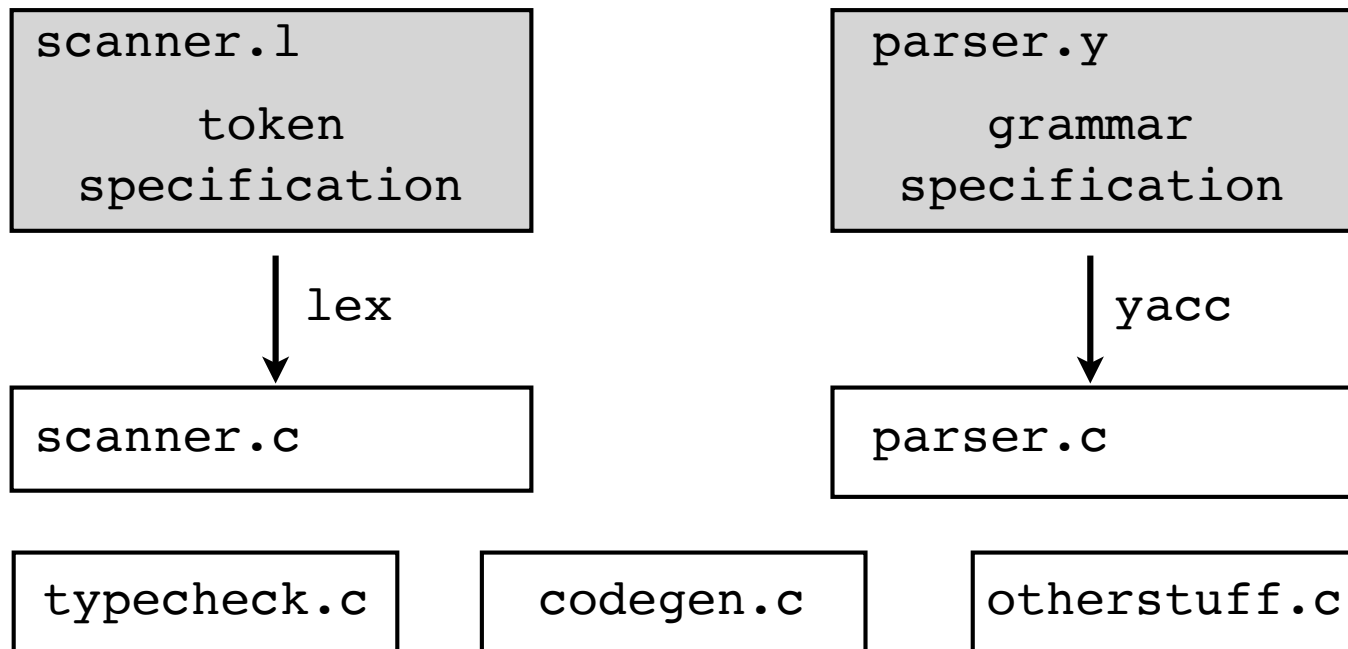 scanner.l
token
specification
parser.y
grammar
specification
lex
yacc
scanner.c
parser.c
typecheck.c
codegen.c
otherstuff.c